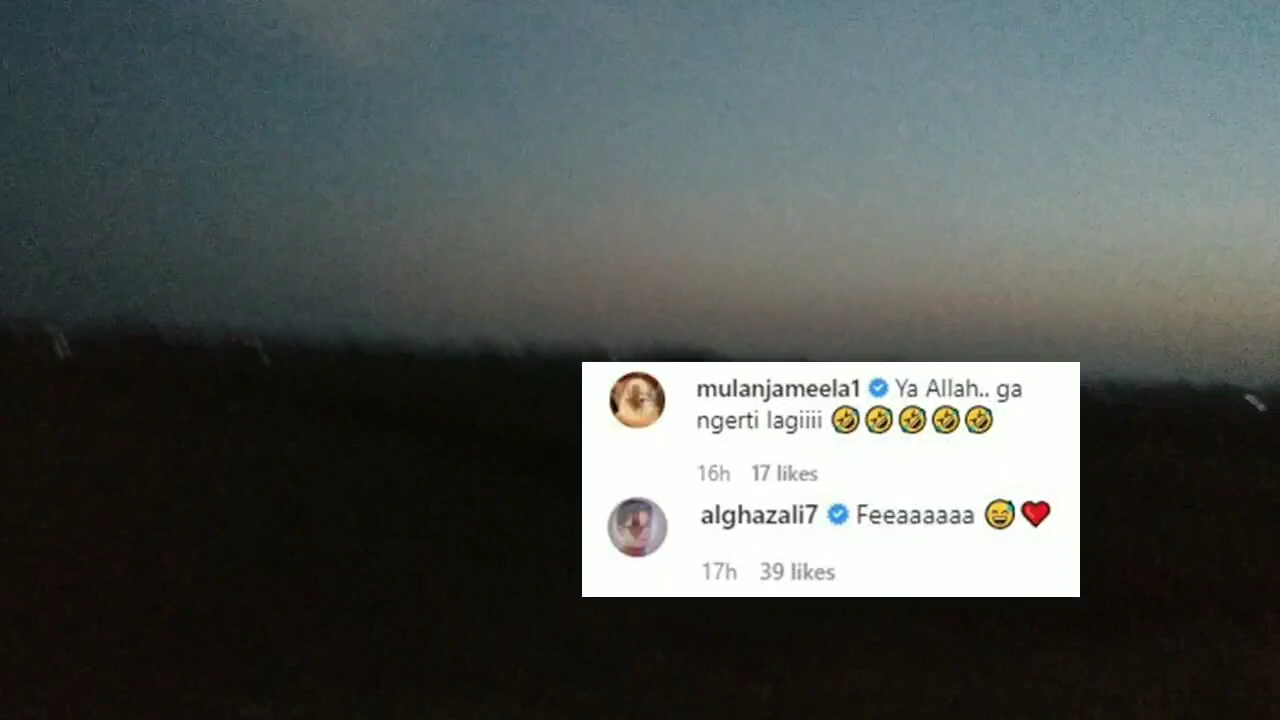 mulanjameela1 Ya Allah.. ga
ngerti lagiiii 🤣🤣🤣🤣🤣
16h 17 likes
alghazali7 Feeaaaaaa 😅❤️
17h 39 likes